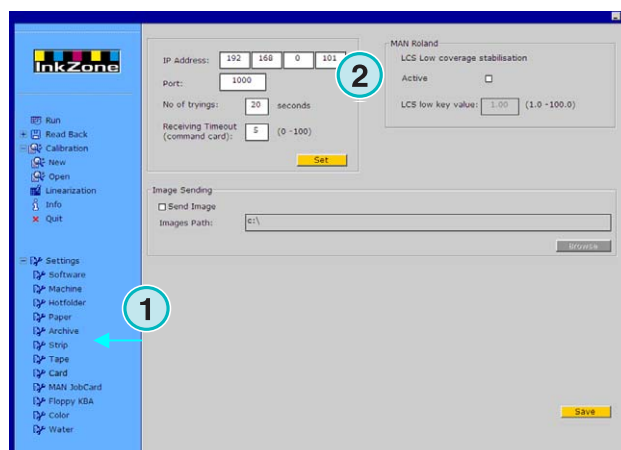 InkZone
Run
Read Back
Calibration
New
Open
Linearization
Info
Quit
Settings
Software
Machine
Hotfolder
Paper
Archive
Strip
Tape
Card
MAN JobCard
Floppy KBA
Color
Water
1
IP Address: 192 168 0 101
Port: 1000
No of tryings: 20 seconds
Receiving Timeout
(command card): 5 (0 -100)
Set
2
MAN Roland
LCS Low coverage stabilisation
Active
LCS low key value: 1.00 (1.0 -100.0)
Image Sending
Send Image
Images Path: c:\
Browse
Save